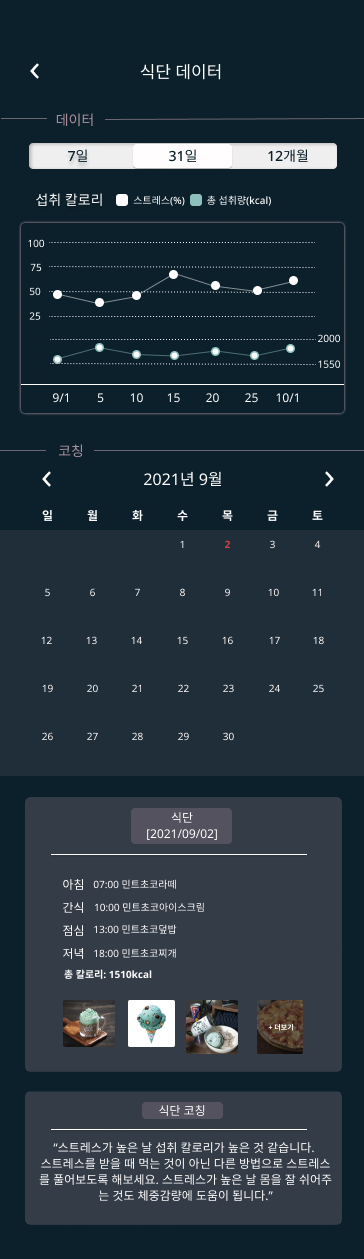 식단 데이터
데이터
7일 31일 12개월
섭취 칼로리 스트레스(%) 총 섭취량(kcal)
100
75
50
25
2000
1550
9/1 5 10 15 20 25 10/1
코칭
2021년 9월
일 월 화 수 목 금 토
1 2 3 4
5 6 7 8 9 10 11
12 13 14 15 16 17 18
19 20 21 22 23 24 25
26 27 28 29 30
식단
[2021/09/02]
아침 07:00 민트초코라떼
간식 10:00 민트초코아이스크림
점심 13:00 민트초코덮밥
저녁 18:00 민트초코찌개
총 칼로리: 1510kcal
+ 더보기
식단 코칭
“스트레스가 높은 날 섭취 칼로리가 높은 것 같습니다.
스트레스를 받을 때 먹는 것이 아닌 다른 방법으로 스트레스
를 풀어보도록 해보세요. 스트레스가 높은 날 몸을 잘 쉬어주
는 것도 체중감량에 도움이 됩니다.”